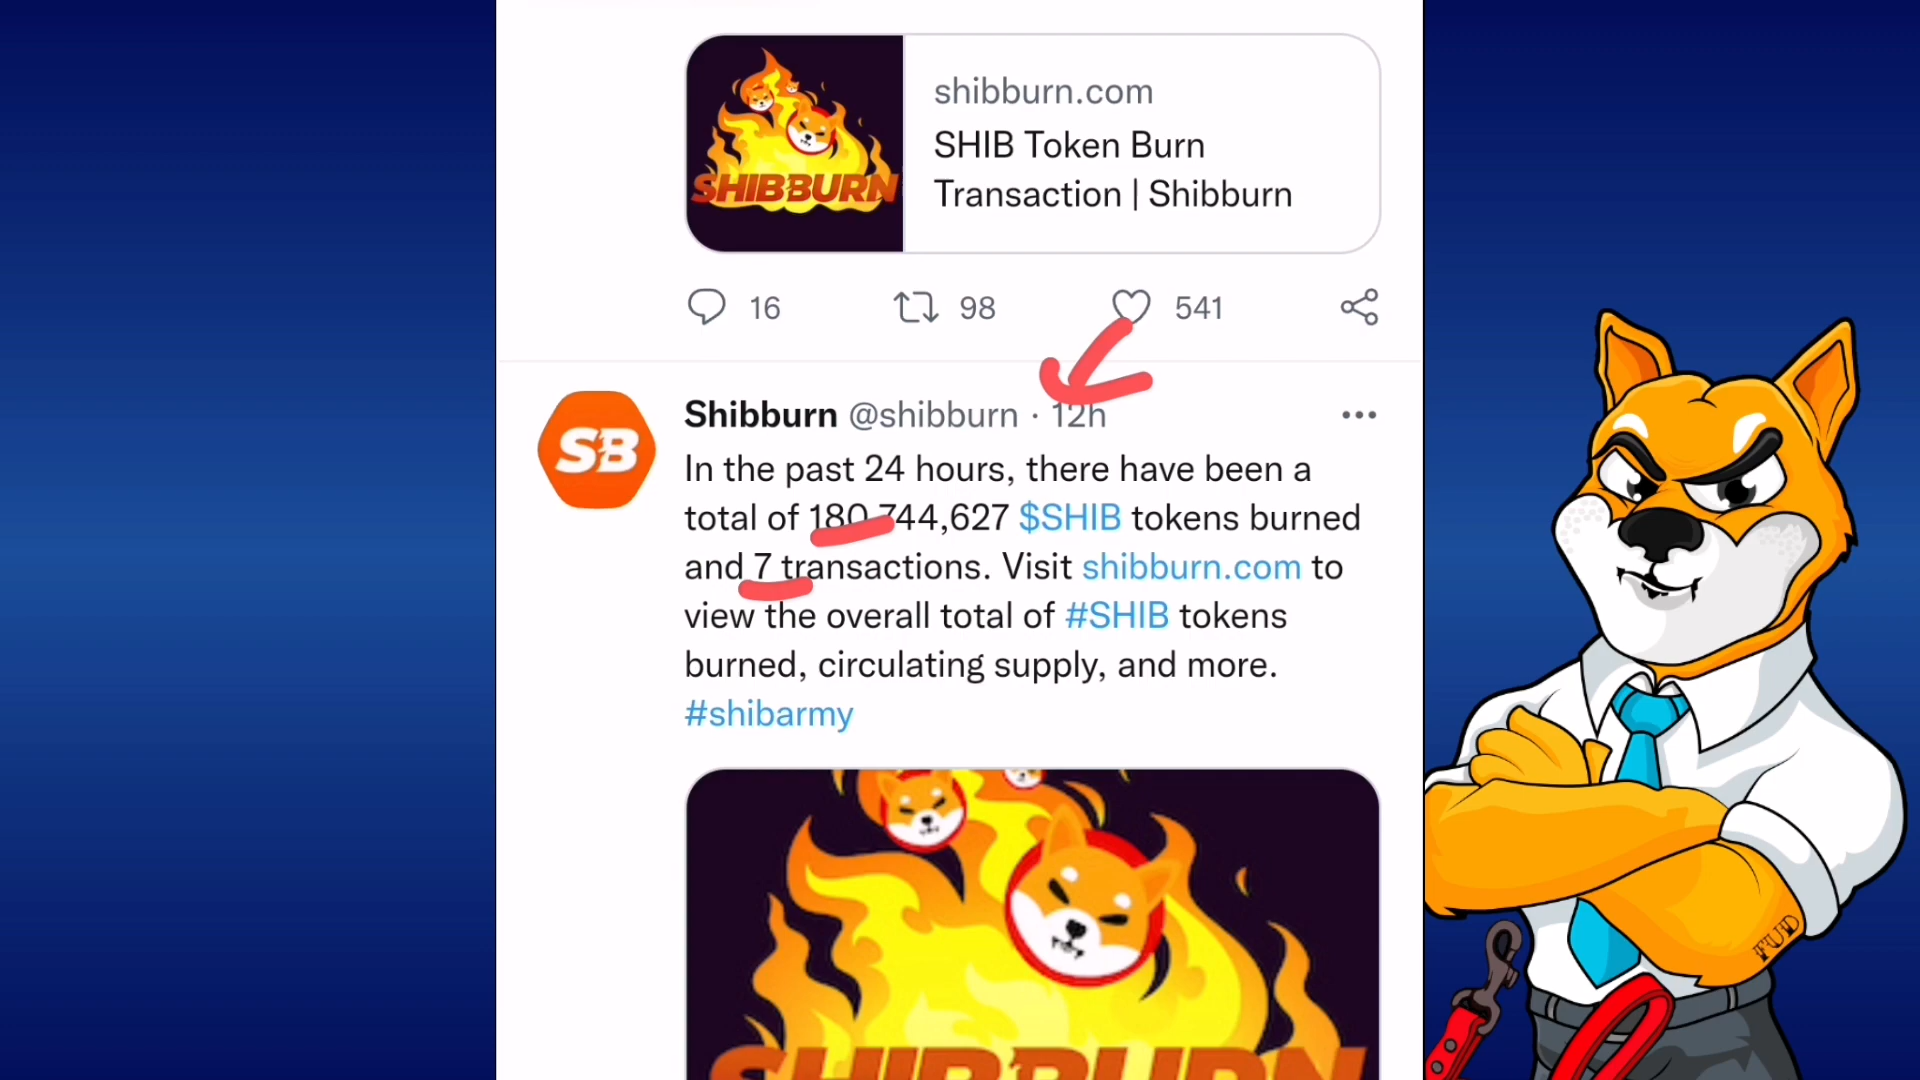 shibburn.com
SHIB Token Burn
Transaction | Shibburn
SHIBBURN
16
98
541
SB
Shibburn @shibburn · 12h
In the past 24 hours, there have been a
total of 180,744,627 $SHIB tokens burned
and 7 transactions. Visit shibburn.com to
view the overall total of #SHIB tokens
burned, circulating supply, and more.
#shibarmy
SHIBBURN
FUD